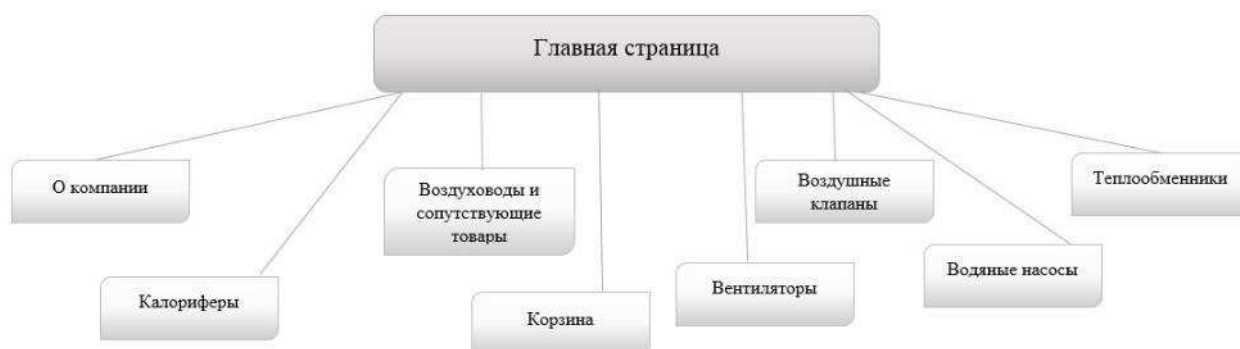 Главная страница
О компании
Калориферы
Воздуховоды и
сопутствующие
товары
Корзина
Вентиляторы
Воздушные
клапаны
Водяные насосы
Теплообменники